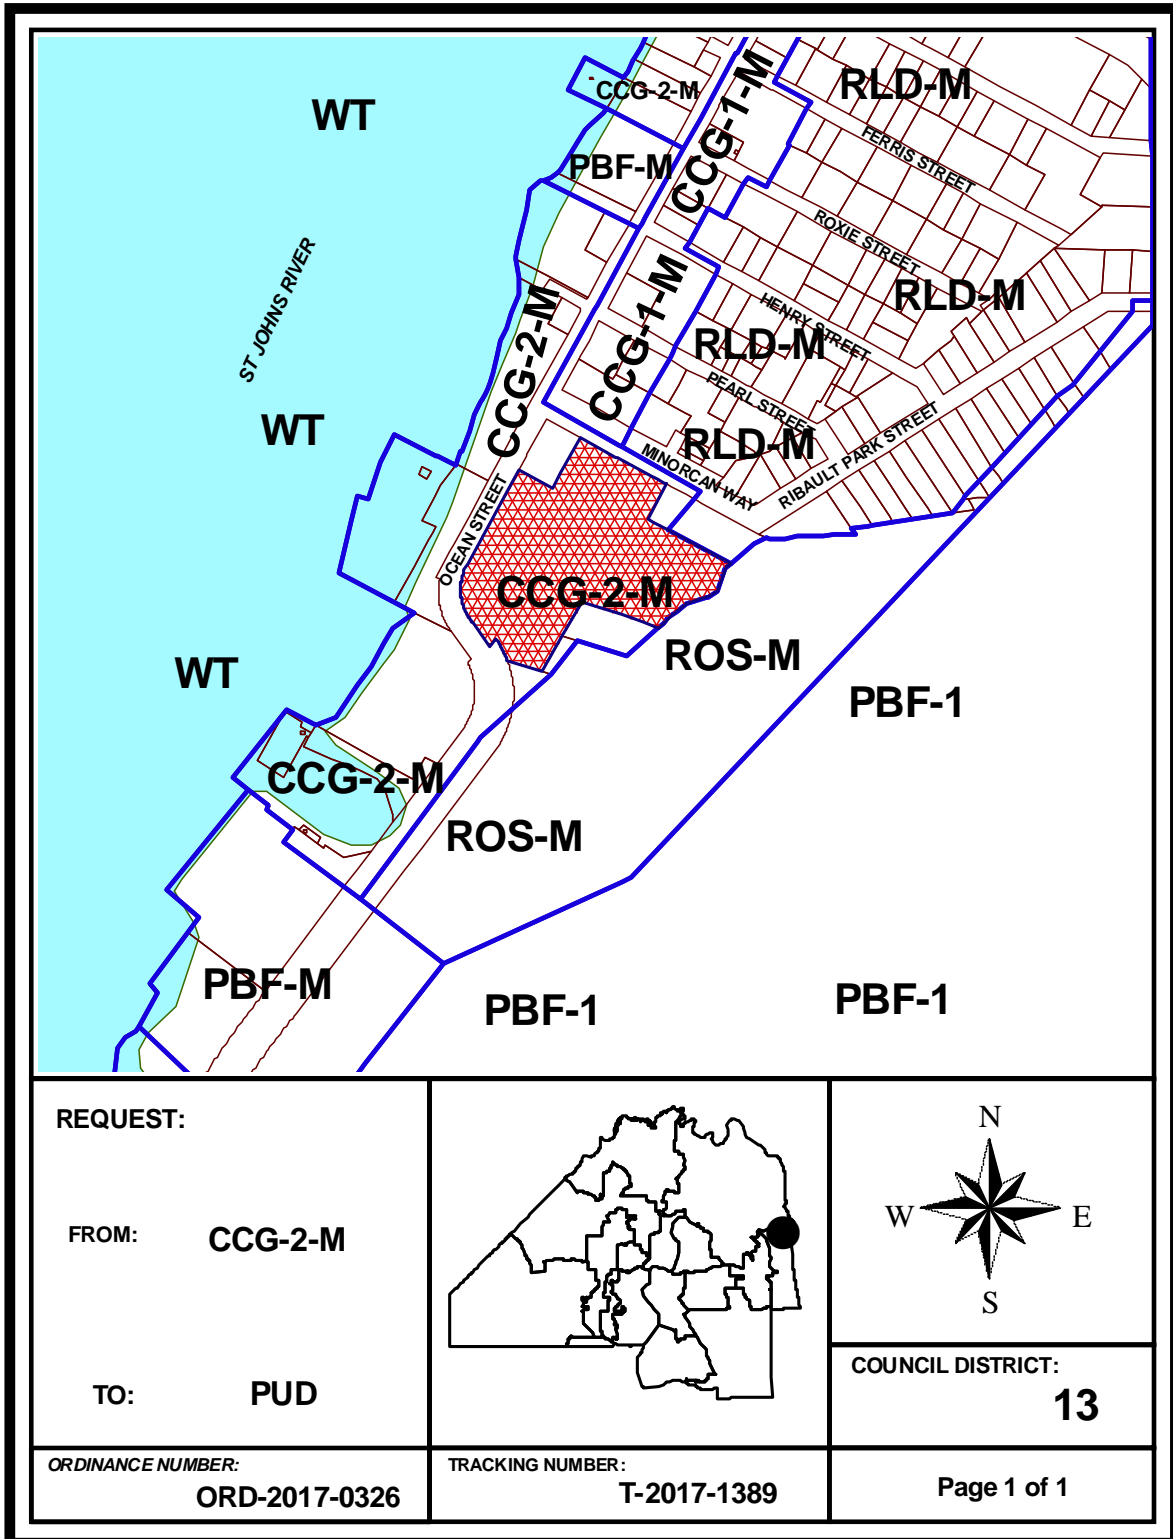 WT
CCG-2-M
CCG-1-M
RLD-M
FERRIS STREET
PBF-M
ROXIE STREET
ST JOHNS RIVER
CCG-2-M
CCG-1-M
RLD-M
HENRY STREET
RLD-M
PEARL STREET
WT
RLD-M
MINORCAN WAY
RIBAULT PARK STREET
OCEAN STREET
CCG-2-M
WT
ROS-M
PBF-1
CCG-2-M
ROS-M
PBF-M
PBF-1
PBF-1
REQUEST:
FROM: CCG-2-M
TO: PUD
N
W E
S
COUNCIL DISTRICT:
13
ORDINANCE NUMBER:
ORD-2017-0326
TRACKING NUMBER:
T-2017-1389
Page 1 of 1